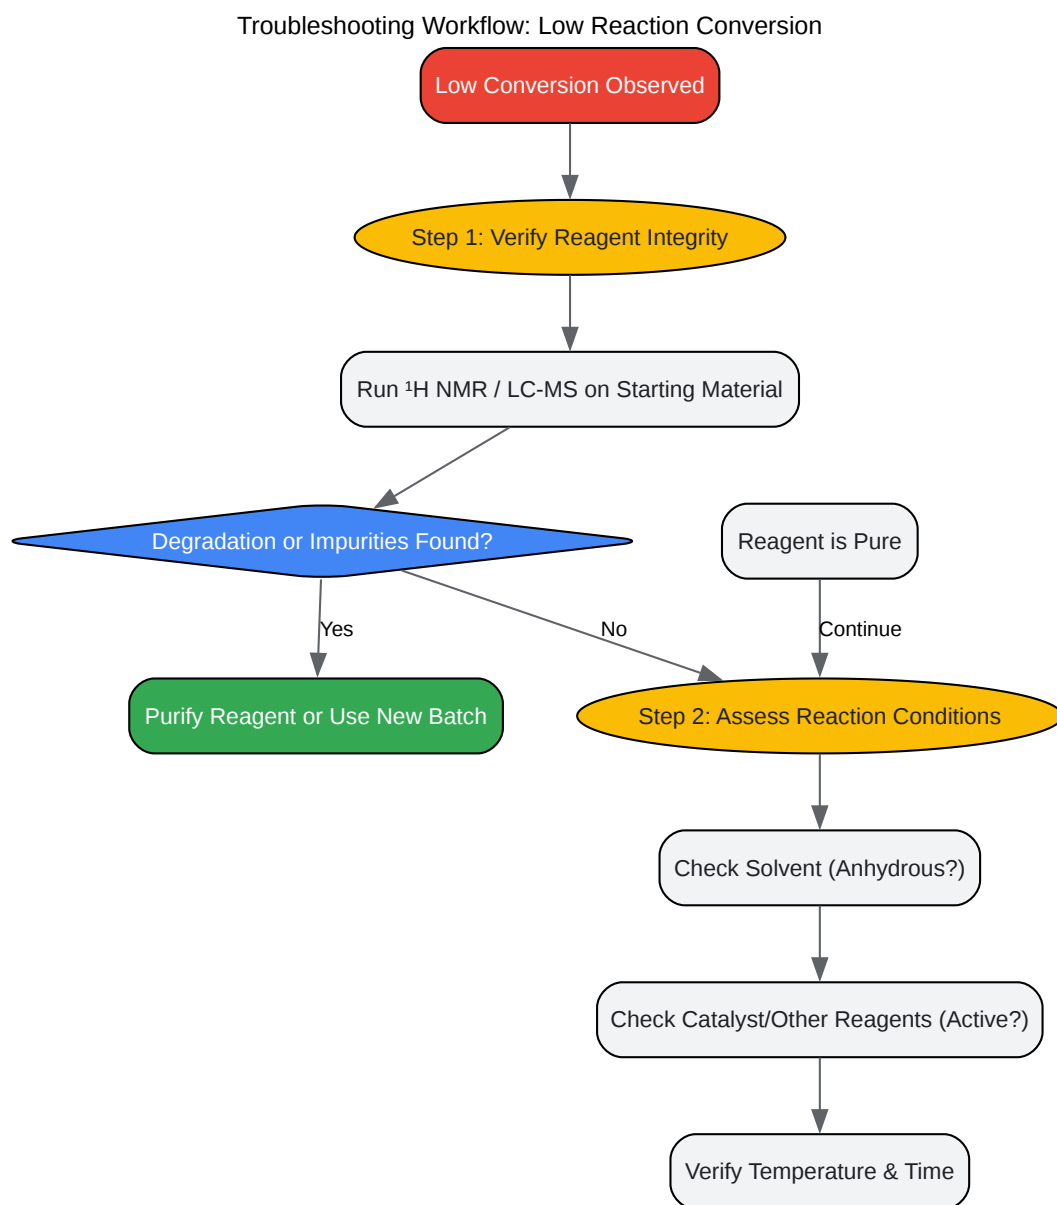 Troubleshooting Workflow: Low Reaction Conversion
Low Conversion Observed
Step 1: Verify Reagent Integrity
Run ¹H NMR / LC-MS on Starting Material
Degradation or Impurities Found?
Reagent is Pure
Yes
No
Continue
Purify Reagent or Use New Batch
Step 2: Assess Reaction Conditions
Check Solvent (Anhydrous?)
Check Catalyst/Other Reagents (Active?)
Verify Temperature & Time